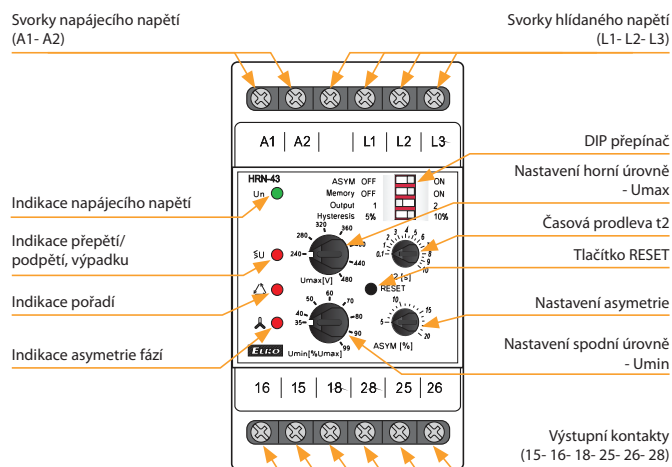 Svorky napájecího napětí
(A1- A2)
Svorky hlídaného napětí
(L1- L2- L3)
A1 A2 L1 L2 L3
DIP přepínač
HRN-43
Un
ASYM OFF ON
Memory OFF ON
Output 1 2
Hysteresis 5% 10%
Nastavení horní úrovně
- Umax
Indikace napájecího napětí
Časová prodleva t2
240 280 320 360 440 480
Umax[V]
0,1 1 2 3 4 5 6 8 10
[s]
Indikace přepětí/
podpětí, výpadku
≶U
Tlačítko RESET
RESET
Indikace pořadí
Nastavení asymetrie
35 40 50 60 70 80 90 99
Umin[%Umax]
5 10 15 20
ASYM [%]
Indikace asymetrie fází
Nastavení spodní úrovně
- Umin
ELKO
16 15 18 28 25 26
Výstupní kontakty
(15- 16- 18- 25- 26- 28)